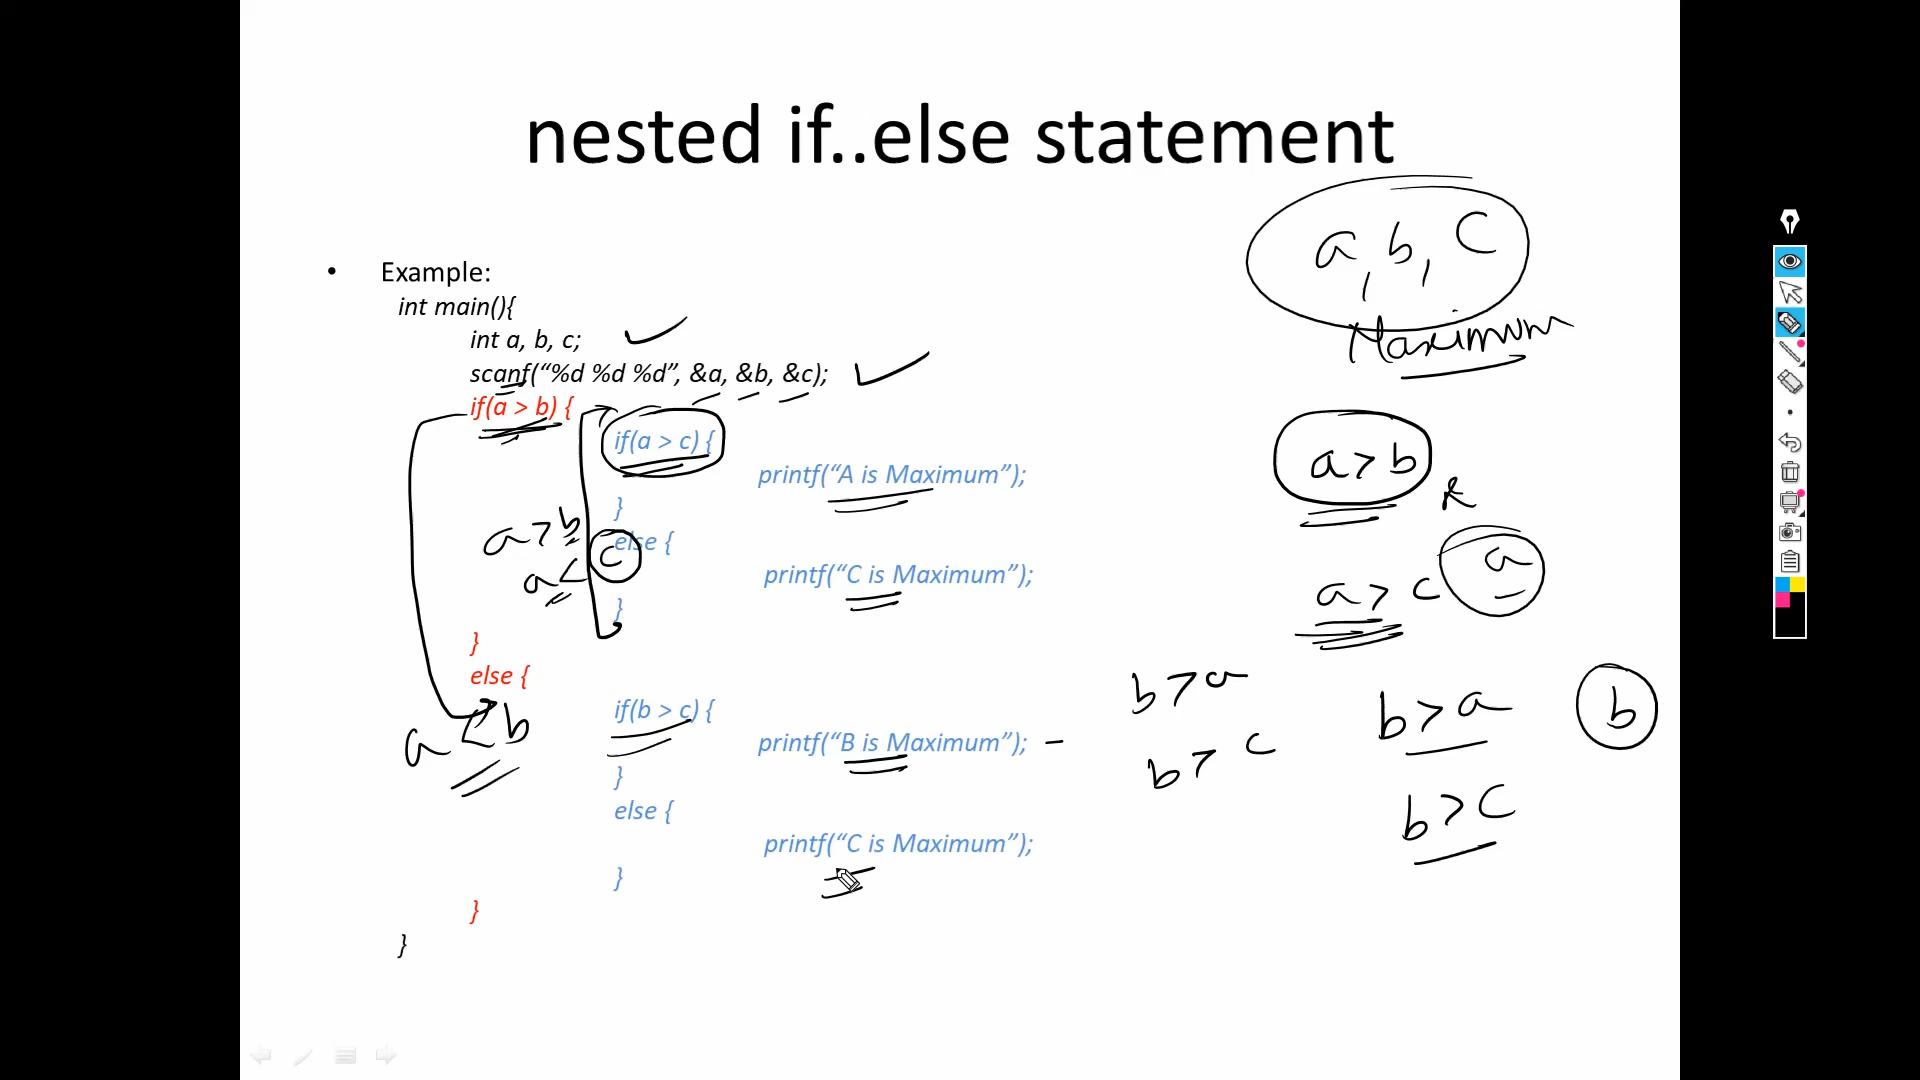 nested if..else statement
a, b, c
Maximum
• Example:
int main(){
int a, b, c;
scanf(“%d %d %d”, &a, &b, &c);
if(a > b) {
if(a > c) {
printf(“A is Maximum”);
}
else {
printf(“C is Maximum”);
}
}
else {
if(b > c) {
printf(“B is Maximum”);
}
else {
printf(“C is Maximum”);
}
}
}
a > b
a < c
a < b
b > a
b > c
a > b
a > c
a
b > a
b
b > c